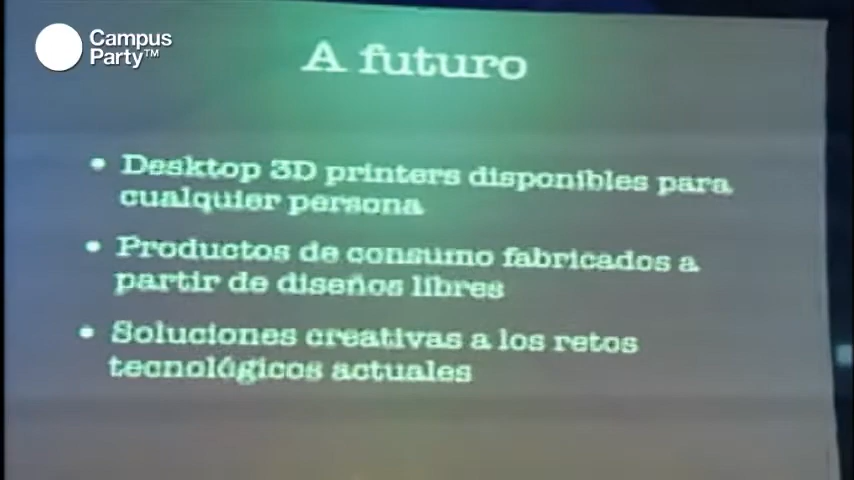 Campus
Party™
A futuro
• Desktop 3D printers disponibles para
cualquier persona
• Productos de consumo fabricados a
partir de diseños libres
• Soluciones creativas a los retos
tecnológicos actuales